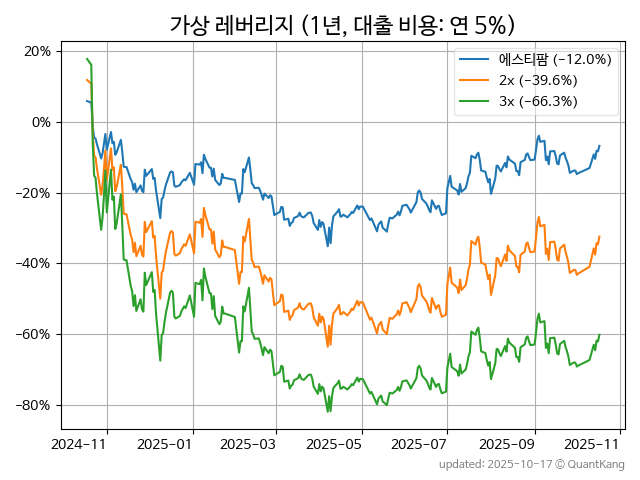 가상 레버리지 (1년, 대출 비용: 연 5%)
에스티팜 (−12.0%)
2x (−39.6%)
3x (−66.3%)
20%
0%
−20%
−40%
−60%
−80%
2024−11 2025−01 2025−03 2025−05 2025−07 2025−09 2025−11
updated: 2025-10-17 © QuantKang